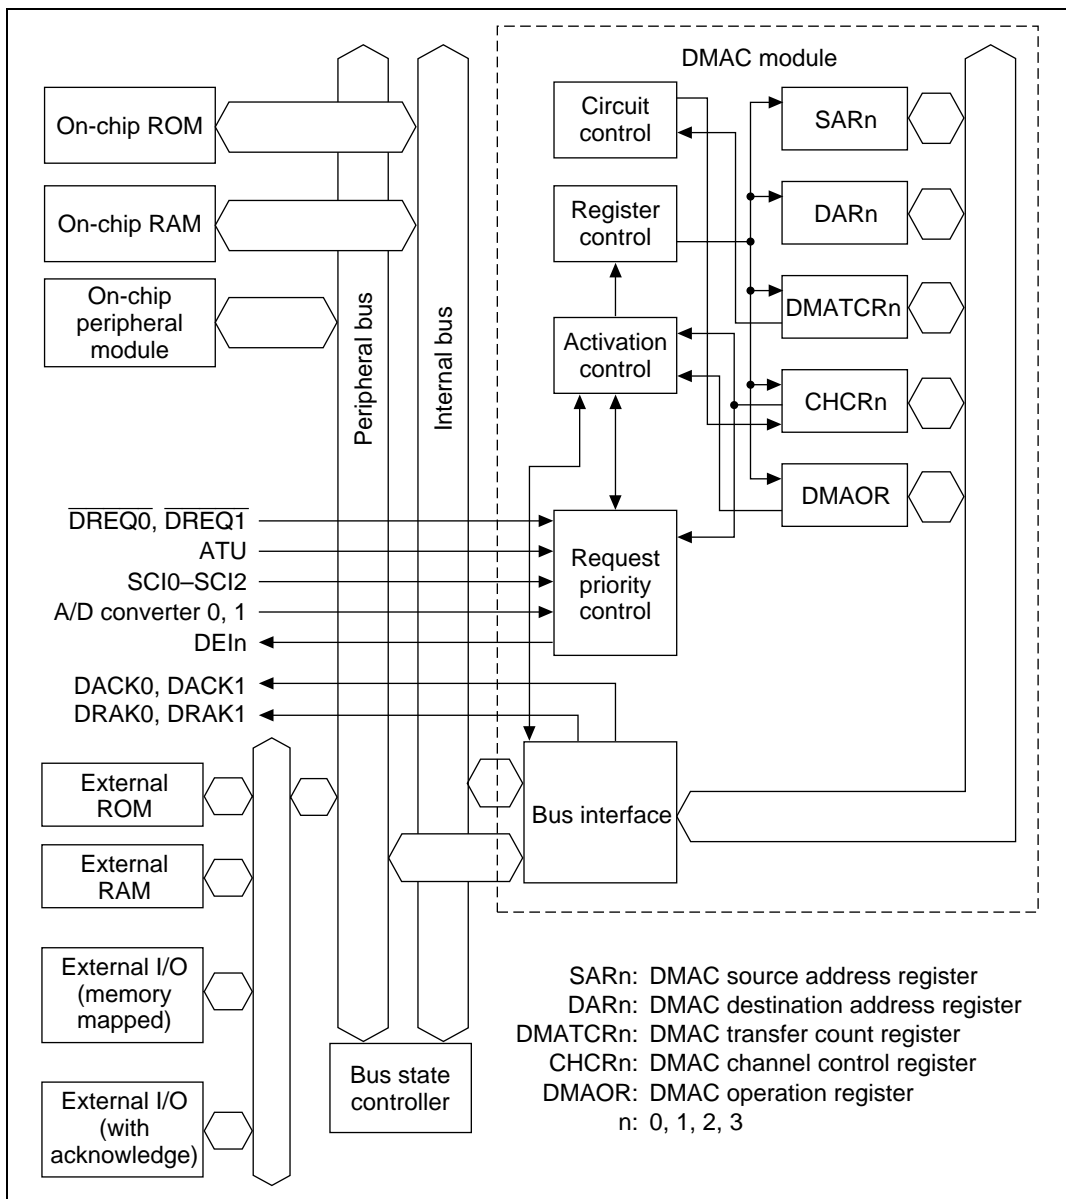 DMAC module
On-chip ROM
Circuit
control
SARn
On-chip RAM
Register
control
DARn
On-chip
peripheral
module
Peripheral bus
Internal bus
Activation
control
DMATCRn
CHCRn
DMAOR
D̅R̅E̅Q̅0̅, D̅R̅E̅Q̅1̅
ATU
SCI0–SCI2
A/D converter 0, 1
DEIn
Request
priority
control
DACK0, DACK1
DRAK0, DRAK1
External
ROM
Bus interface
External
RAM
External I/O
(memory
mapped)
External I/O
(with
acknowledge)
Bus state
controller
SARn: DMAC source address register
DARn: DMAC destination address register
DMATCRn: DMAC transfer count register
CHCRn: DMAC channel control register
DMAOR: DMAC operation register
n: 0, 1, 2, 3